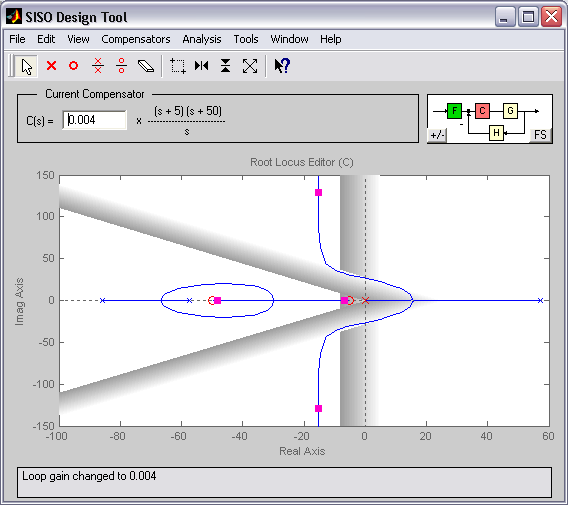 SISO Design Tool
File Edit View Compensators Analysis Tools Window Help
Current Compensator
C(s) = 0.004 x (s + 5) (s + 50)
s
F C G
H
+/- FS
Root Locus Editor (C)
150
100
50
0
-50
-100
-150
Imag Axis
-100 -80 -60 -40 -20 0 20 40 60
Real Axis
Loop gain changed to 0.004